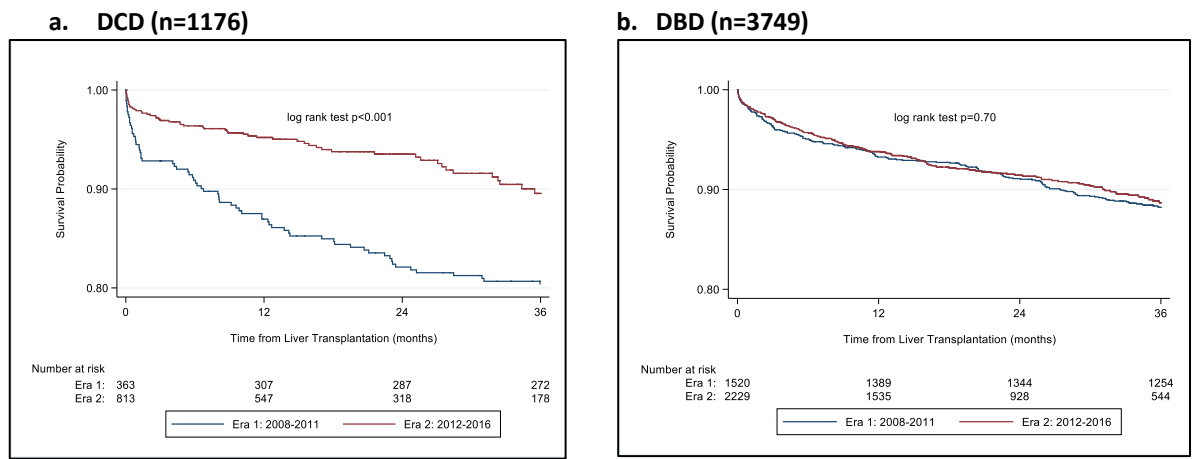 a. DCD (n=1176)
1.00
0.90
0.80
Survival Probability
log rank test p<0.001
0 12 24 36
Time from Liver Transplantation (months)
Number at risk
Era 1: 363 307 287 272
Era 2: 813 547 318 178
Era 1: 2008-2011 Era 2: 2012-2016
b. DBD (n=3749)
1.00
0.90
0.80
Survival Probability
log rank test p=0.70
0 12 24 36
Time from Liver Transplantation (months)
Number at risk
Era 1: 1520 1389 1344 1254
Era 2: 2229 1535 928 544
Era 1: 2008-2011 Era 2: 2012-2016